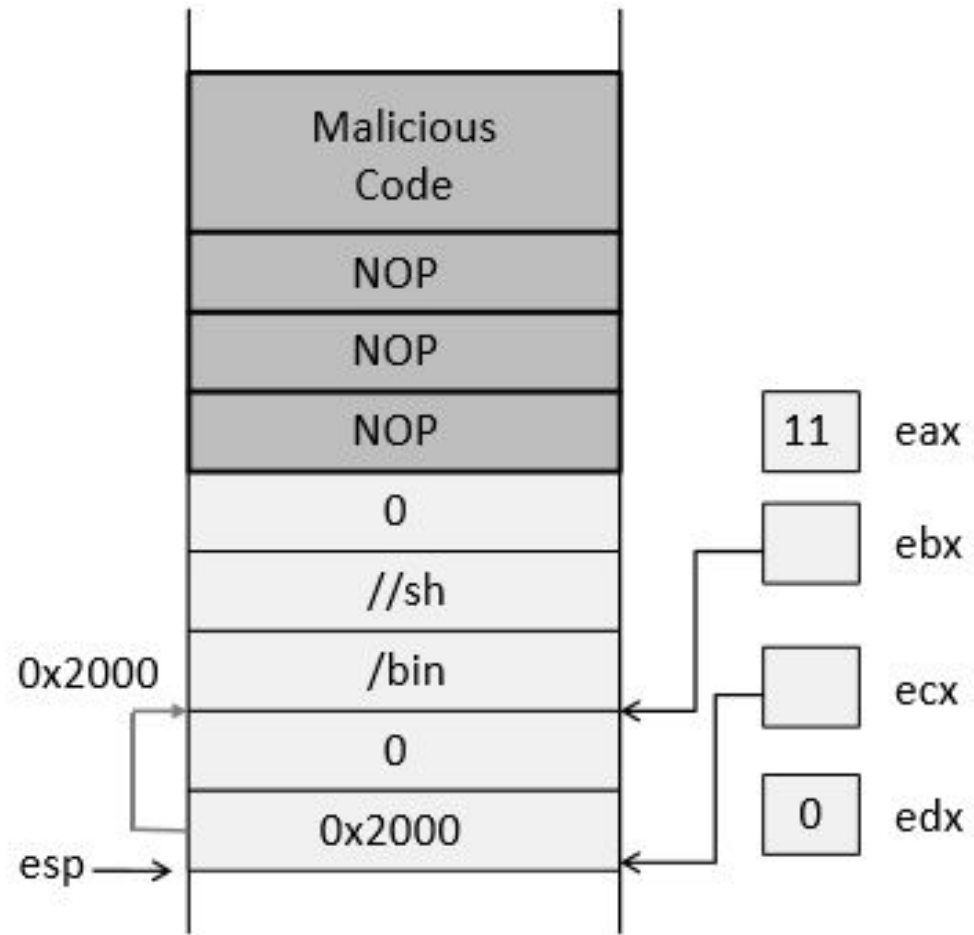 Malicious
Code
NOP
NOP
NOP
11 eax
0
ebx
//sh
0x2000
/bin
ecx
0
0x2000
0 edx
esp